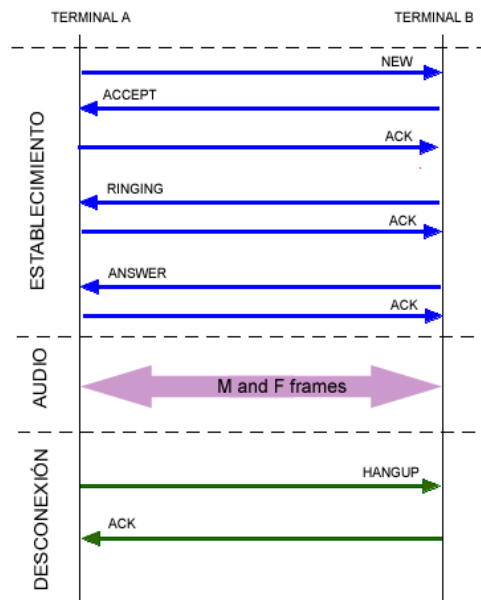 TERMINAL A
TERMINAL B
NEW
ACCEPT
ACK
RINGING
ACK
ANSWER
ACK
ESTABLECIMIENTO
M and F frames
AUDIO
HANGUP
ACK
DESCONEXIÓN